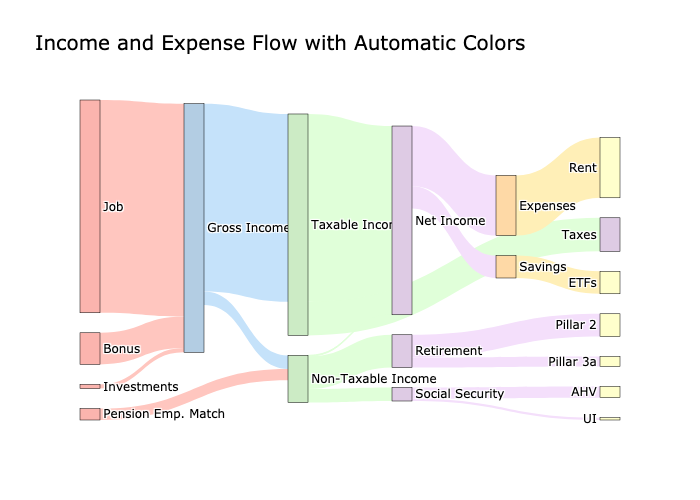 Income and Expense Flow with Automatic Colors
Job
Bonus
Investments
Pension Emp. Match
Gross Income
Taxable Incom
Non-Taxable Income
Net Income
Retirement
Social Security
Expenses
Savings
Rent
Taxes
ETFs
Pillar 2
Pillar 3a
AHV
UI